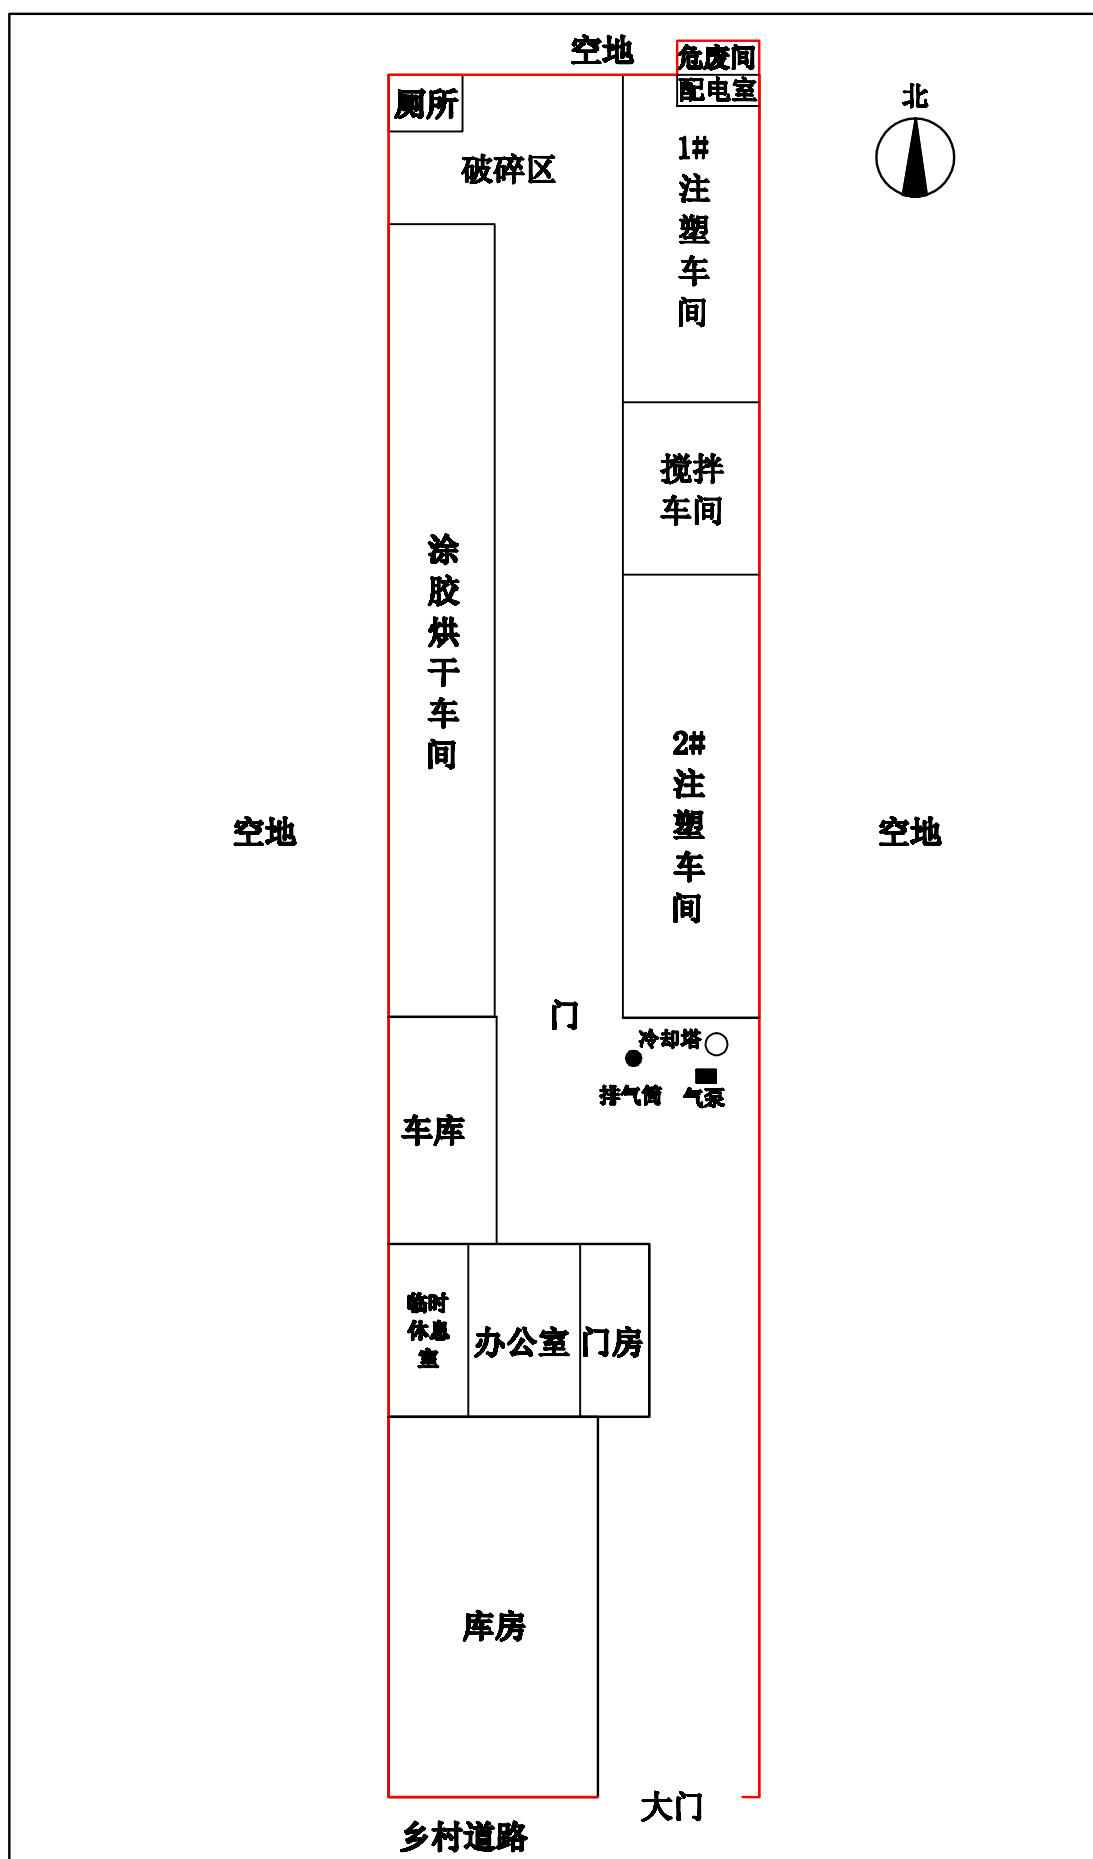 空地
危废间
配电室
北
厕所
破碎区
1#
注
塑
车
间
搅拌
车间
涂
胶
烘
干
车
间
2#
注
塑
车
间
空地
空地
门
冷却塔
排气筒
气泵
车库
临时
休息
室
办公室
门房
库房
大门
乡村道路